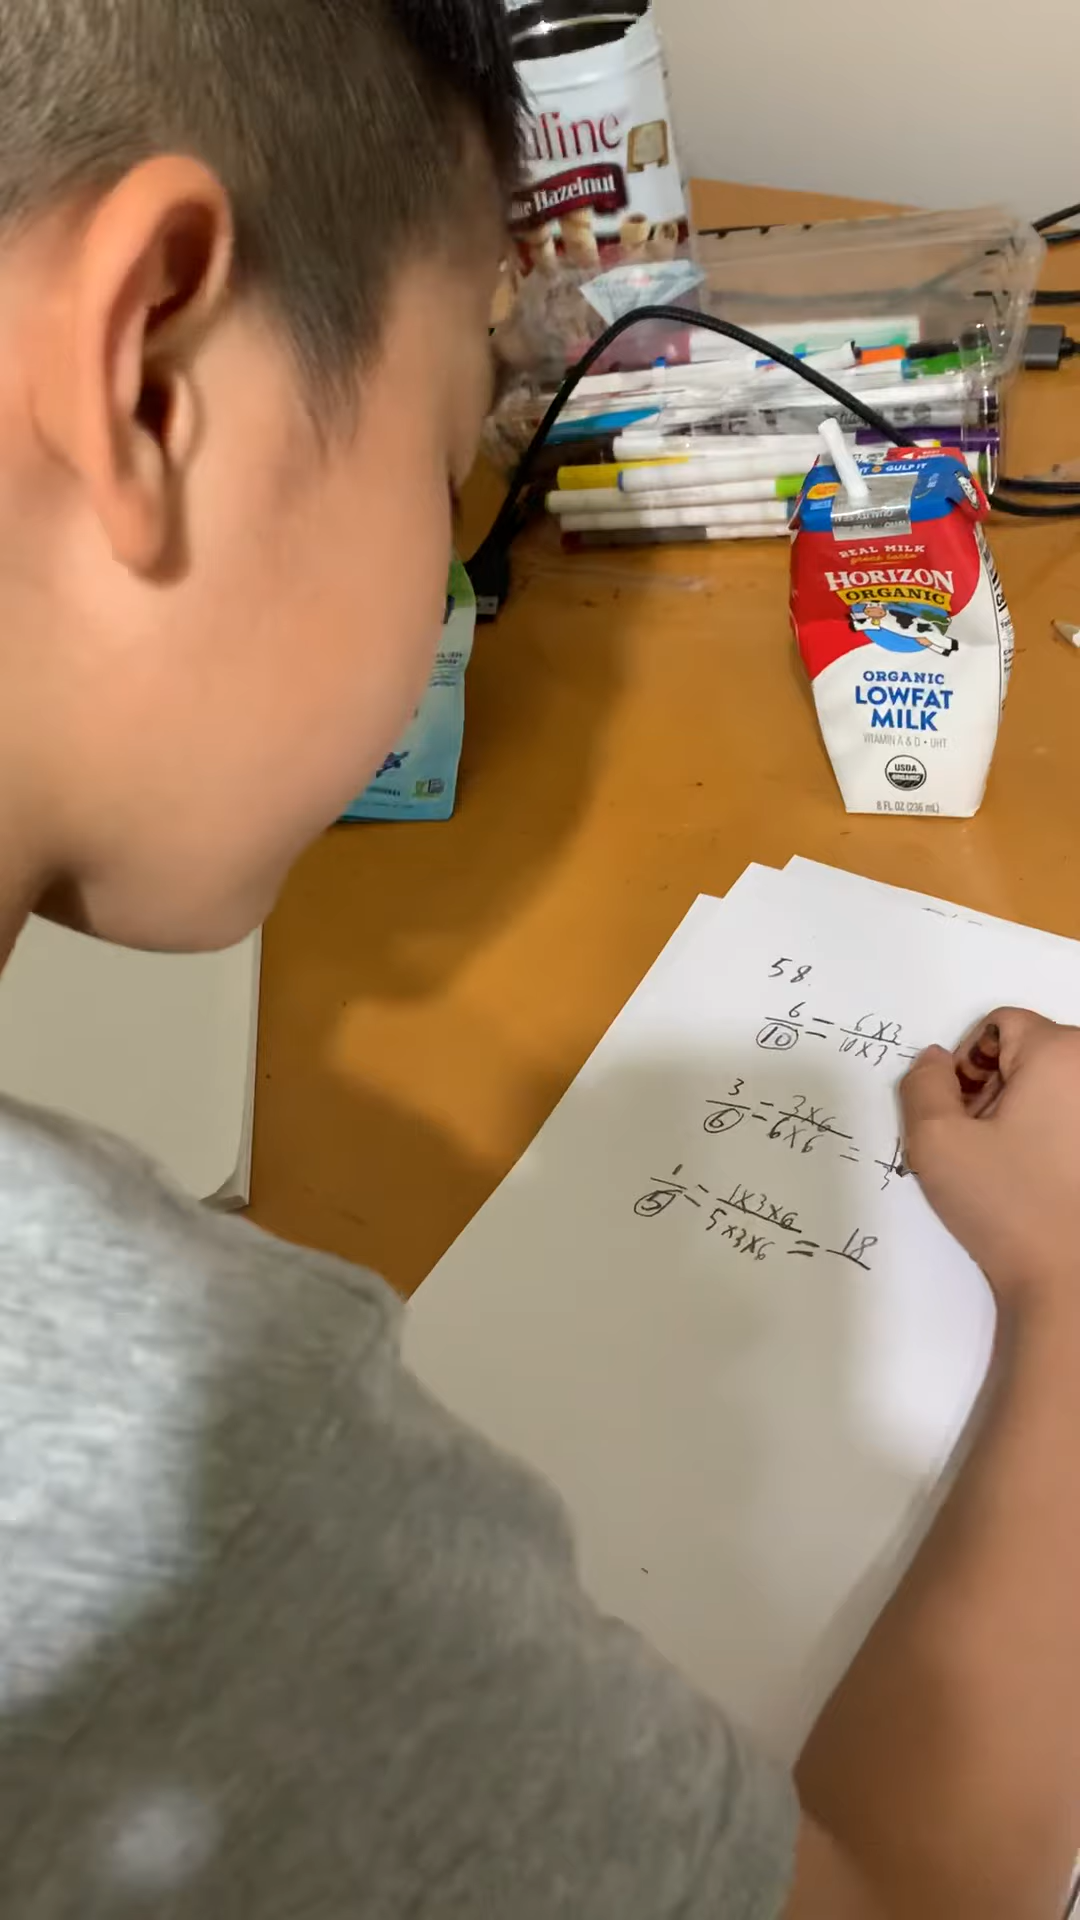 Hazelnut
GULP IT
REAL MILK
HORIZON
ORGANIC
ORGANIC
LOWFAT
MILK
VITAMIN A & D • UHT
USDA
ORGANIC
8 FL OZ (236 mL)
58.
6/10 = 6×3/10×3 =
3/6 = 3×6/6×6 =
1/5 = 1×3×6/5×3×6 = 18